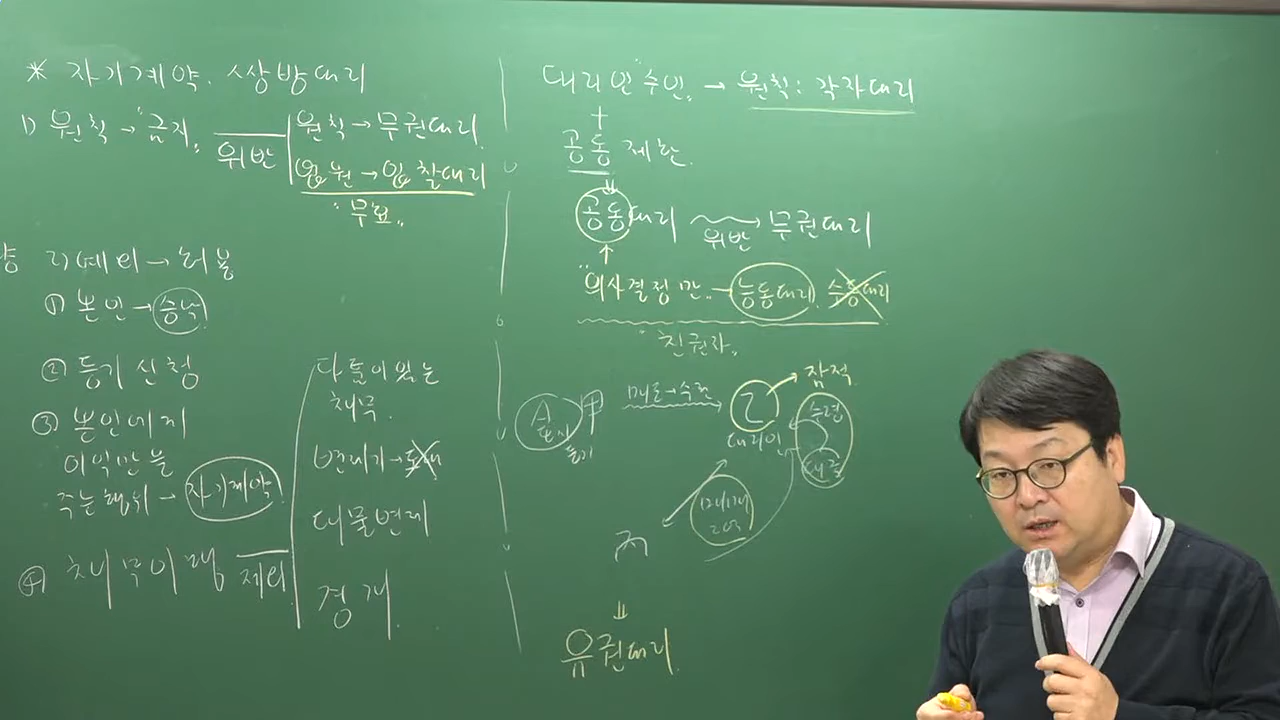 * 자기계약. 쌍방대리
1) 원칙 → "금지"
위반
원칙 → 무권대리
입원 → 입찰대리
"무효"
2) 예외 → 허용
① 본인 → 승낙
② 등기신청
③ 본인에게
이익만을
주는 행위 → 자기계약
④ 채무이행
제외
다툼이 있는
채무
변제기 → 도래
대물변제
경개
대리인 "수인" → 원칙 : 각자대리
+
공동 제한
⇓
공동대리 위반 → 무권대리
↑
"의사결정만" → 능동대리. 수동대리
"친권자"
A 甲
매도 → 수권
乙 → 잠적
대리인
수령
丙
⇓
유권대리